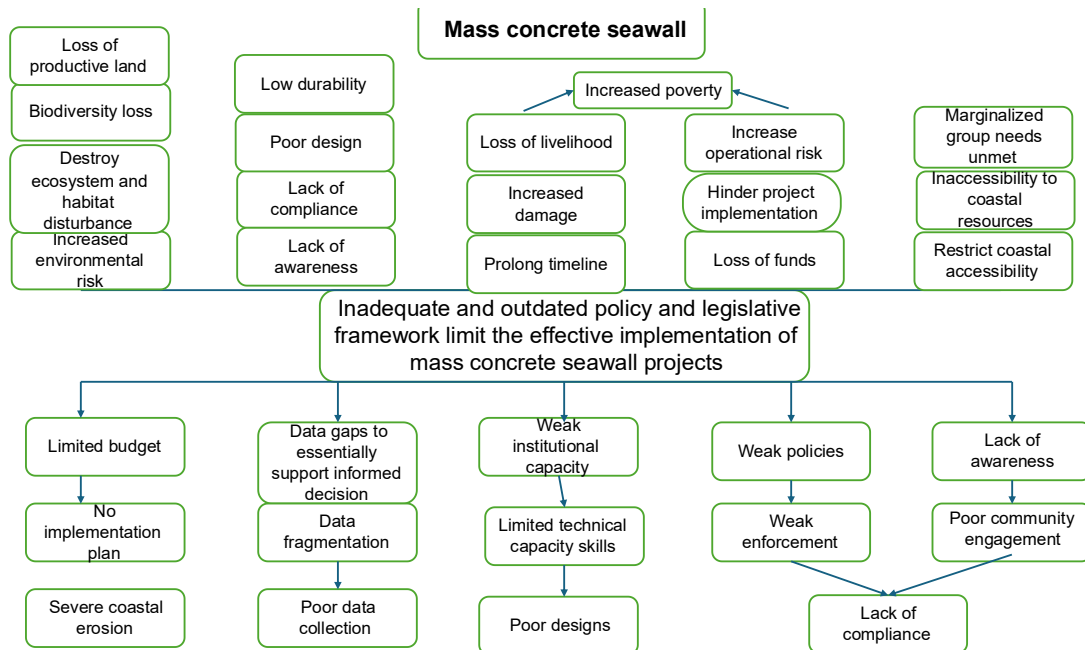 Mass concrete seawall
Loss of
productive land
Biodiversity loss
Destroy
ecosystem and
habitat
disturbance
Increased
environmental
risk
Low durability
Poor design
Lack of
compliance
Lack of
awareness
Increased poverty
Loss of livelihood
Increased
damage
Prolong timeline
Increase
operational risk
Hinder project
implementation
Loss of funds
Marginalized
group needs
unmet
Inaccessibility to
coastal
resources
Restrict coastal
accessibility
Inadequate and outdated policy and legislative
framework limit the effective implementation of
mass concrete seawall projects
Limited budget
No
implementation
plan
Severe coastal
erosion
Data gaps to
essentially
support informed
decision
Data
fragmentation
Poor data
collection
Weak
institutional
capacity
Limited technical
capacity skills
Poor designs
Weak policies
Weak
enforcement
Lack of
awareness
Poor community
engagement
Lack of
compliance